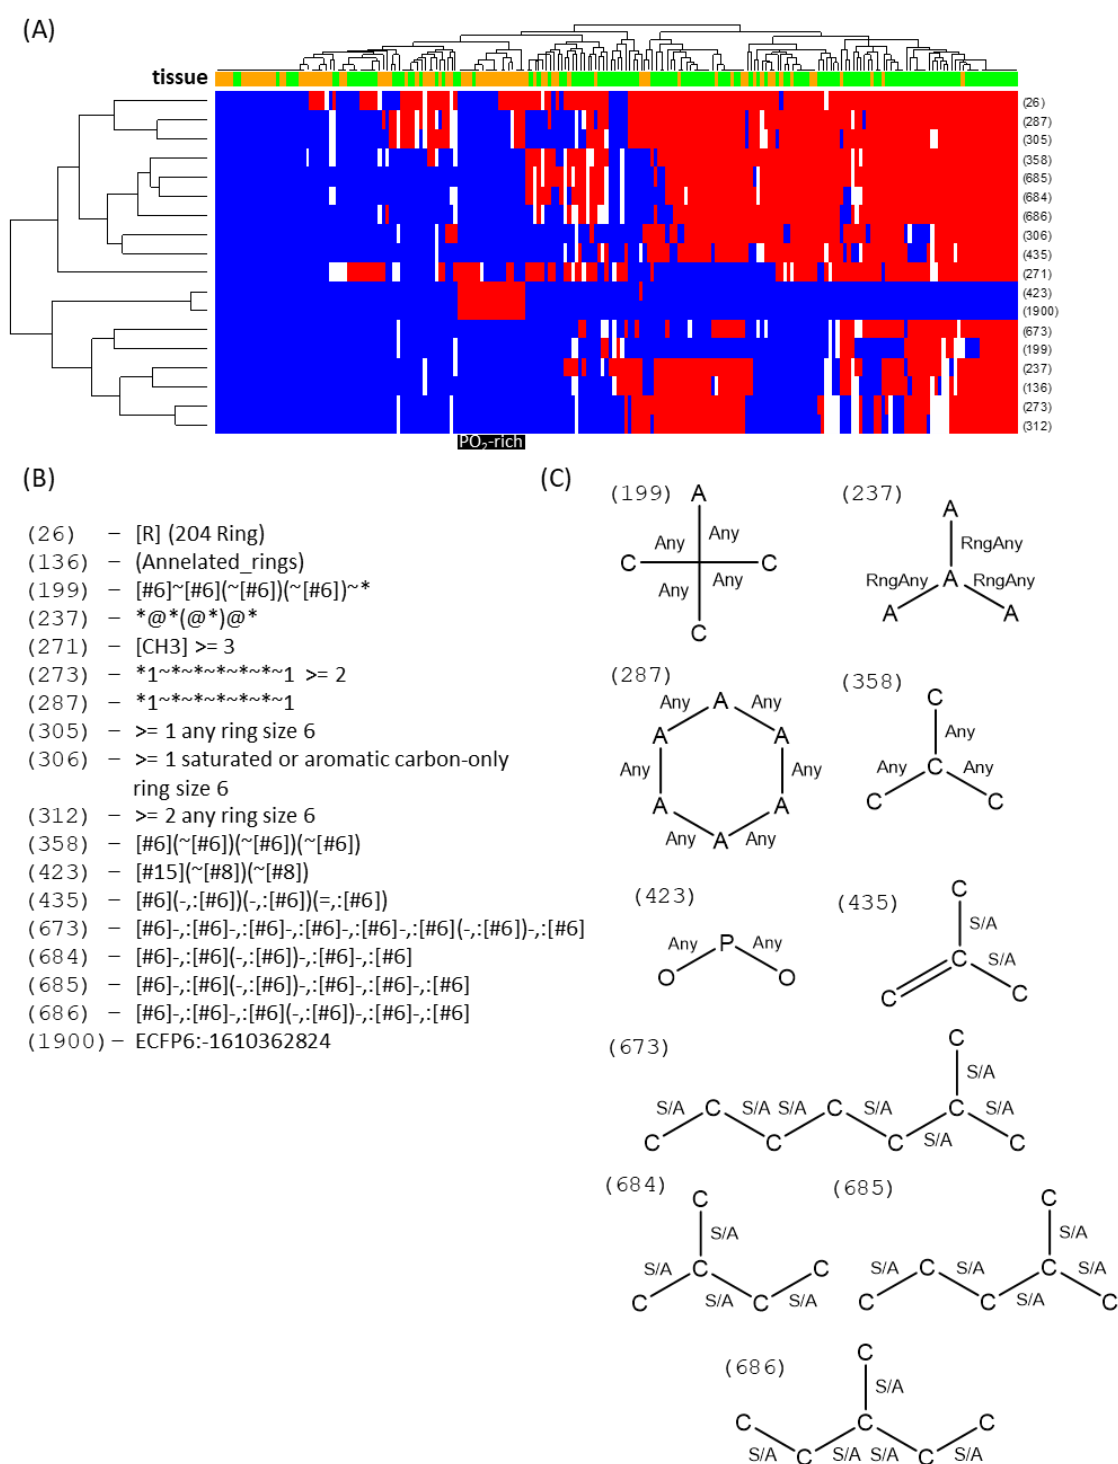 (A)
tissue
(26)
(287)
(305)
(358)
(685)
(684)
(686)
(306)
(435)
(271)
(423)
(1900)
(673)
(199)
(237)
(136)
(273)
(312)
PO2-rich
(B)
(26) – [R] (204 Ring)
(136) – (Annelated_rings)
(199) – [#6]~[#6](~[#6])(~[#6])~*
(237) – *@*(@*)@*
(271) – [CH3] >= 3
(273) – *1~*~*~*~*~*~1 >= 2
(287) – *1~*~*~*~*~*~1
(305) – >= 1 any ring size 6
(306) – >= 1 saturated or aromatic carbon-only
ring size 6
(312) – >= 2 any ring size 6
(358) – [#6](~[#6])(~[#6])(~[#6])
(423) – [#15](~[#8])(~[#8])
(435) – [#6](-,:[#6])(-,:[#6])(=,:[#6])
(673) – [#6]-,:[#6]-,:[#6]-,:[#6]-,:[#6]-,:[#6](-,:[#6])-,:[#6]
(684) – [#6]-,:[#6](-,:[#6])-,:[#6]-,:[#6]
(685) – [#6]-,:[#6](-,:[#6])-,:[#6]-,:[#6]-,:[#6]
(686) – [#6]-,:[#6]-,:[#6](-,:[#6])-,:[#6]-,:[#6]
(1900) – ECFP6:-1610362824
(C)
(199)
A
Any Any
C C
Any Any
C
(237)
A
RngAny
RngAny A RngAny
A A
(287)
Any A Any
A A
Any Any
A A
Any A Any
(358)
C
Any
Any C Any
C C
(423)
Any P Any
O O
(435)
C
S/A
C S/A
C C
(673)
C
S/A
S/A C S/A S/A C S/A C S/A
C C C S/A C
(684)
C
S/A
S/A C C
C S/A C S/A
(685)
C
S/A
S/A C S/A C S/A
C C S/A C
(686)
C
S/A
C C C
S/A C S/A S/A C S/A